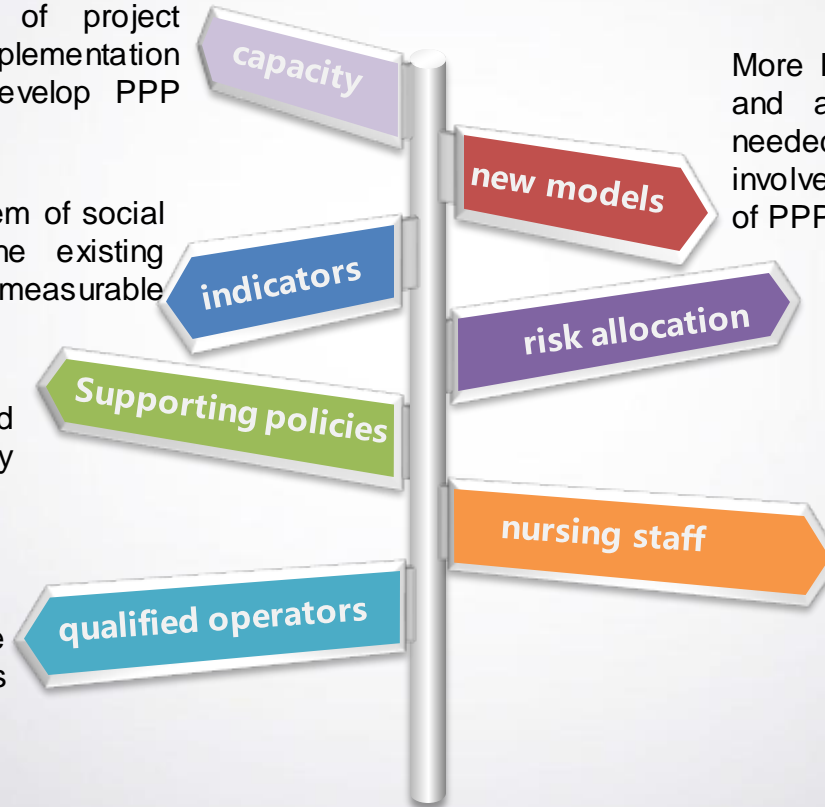 of project
plementation
evelop PPP
capacity
More
and a
needed
involve
of PPP
new models
em of social
he existing
measurable
indicators
risk allocation
Supporting policies
d
y
nursing staff
qualified operators
e
s